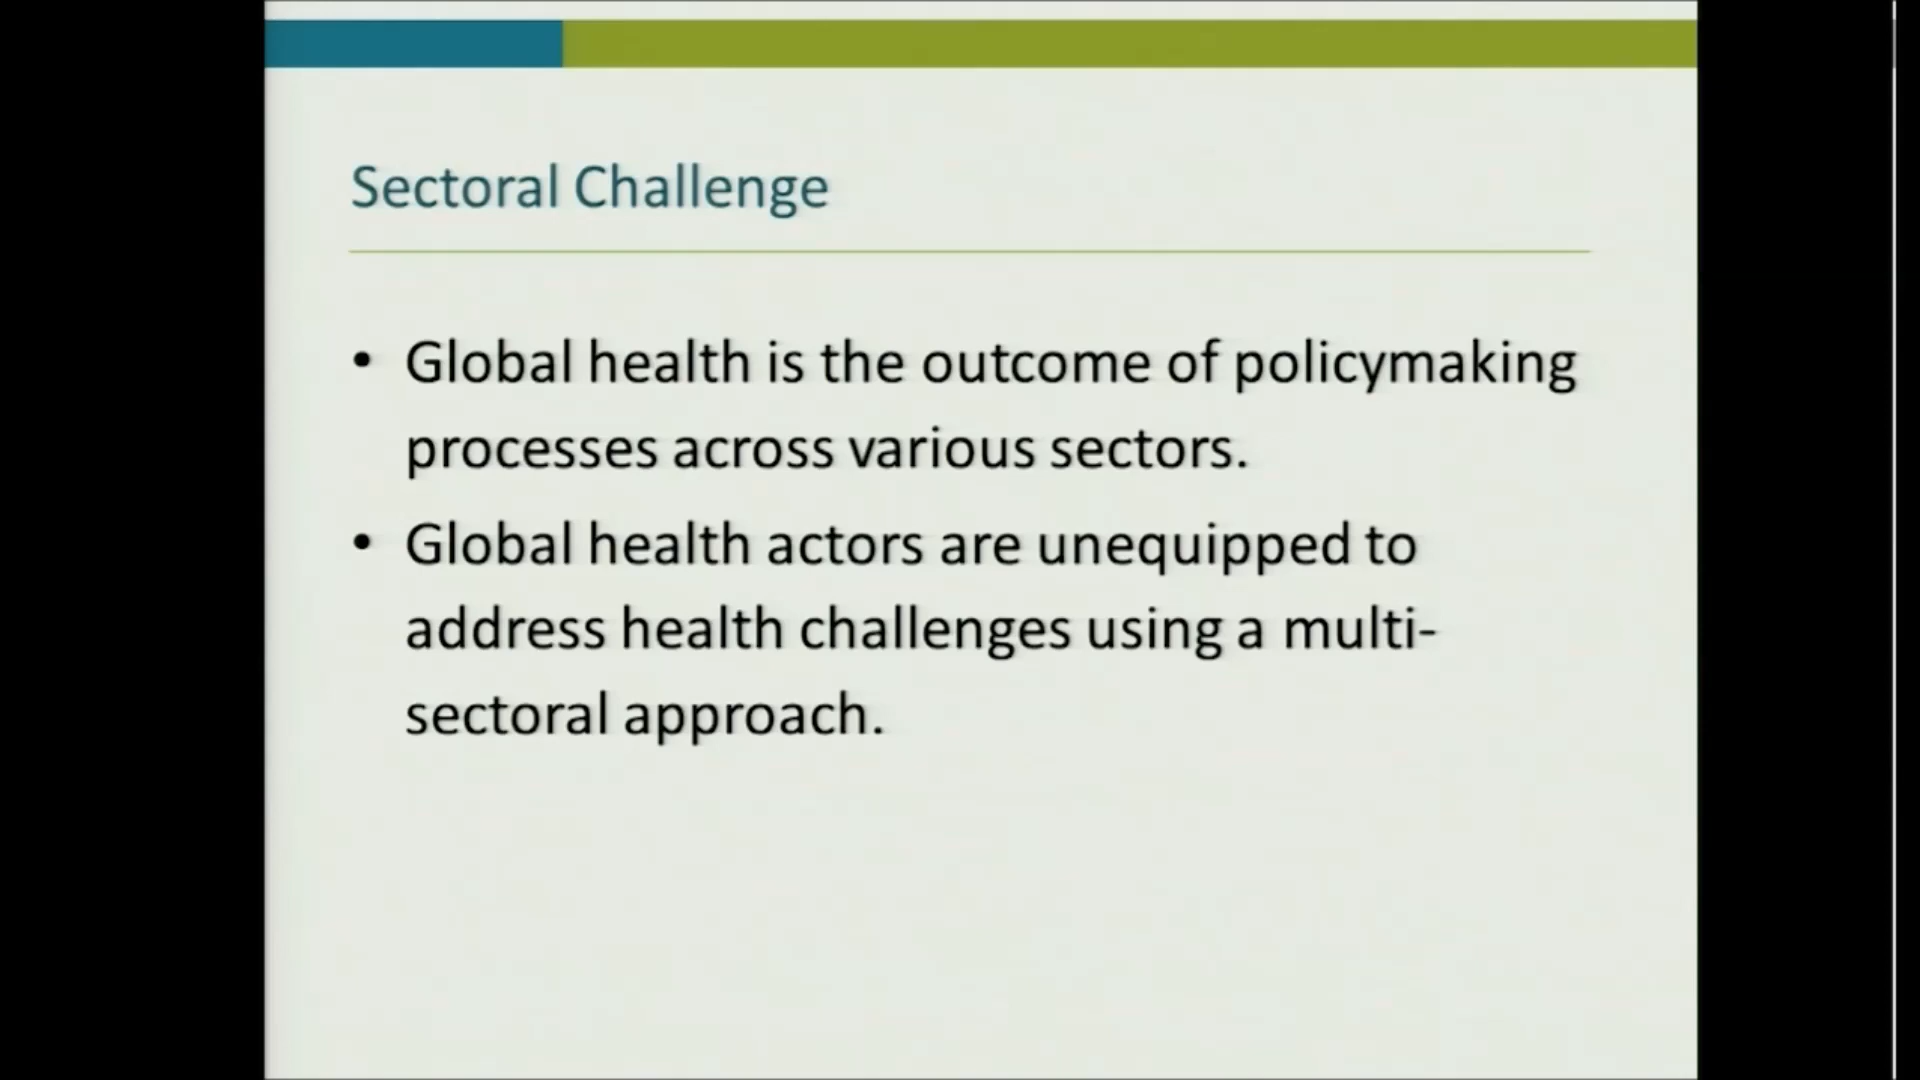 Sectoral Challenge
• Global health is the outcome of policymaking
processes across various sectors.
• Global health actors are unequipped to
address health challenges using a multi-
sectoral approach.